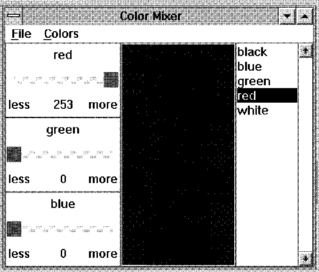 Color Mixer
File Colors
red
less 253 more
green
less 0 more
blue
less 0 more
black
blue
green
red
white